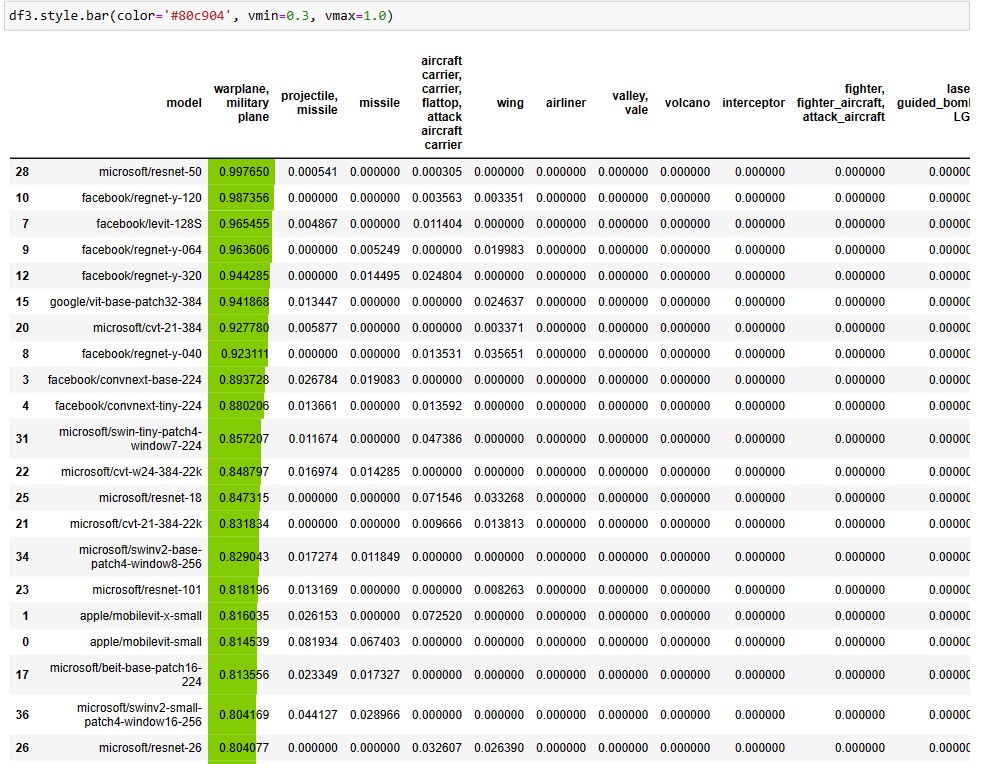 df3.style.bar(color='#80c904', vmin=0.3, vmax=1.0)
model warplane, military plane projectile, missile missile aircraft carrier, carrier, flattop, attack aircraft carrier wing airliner valley, vale volcano interceptor fighter, fighter_aircraft, attack_aircraft lase guided_bom LG
28 microsoft/resnet-50 0.997650 0.000541 0.000000 0.000305 0.000000 0.000000 0.000000 0.000000 0.000000 0.000000 0.00000
10 facebook/regnet-y-120 0.987356 0.000000 0.000000 0.003563 0.003351 0.000000 0.000000 0.000000 0.000000 0.000000 0.00000
7 facebook/levit-128S 0.965455 0.004867 0.000000 0.011404 0.000000 0.000000 0.000000 0.000000 0.000000 0.000000 0.00000
9 facebook/regnet-y-064 0.963606 0.000000 0.005249 0.000000 0.019983 0.000000 0.000000 0.000000 0.000000 0.000000 0.00000
12 facebook/regnet-y-320 0.944285 0.000000 0.014495 0.024804 0.000000 0.000000 0.000000 0.000000 0.000000 0.000000 0.00000
15 google/vit-base-patch32-384 0.941868 0.013447 0.000000 0.000000 0.024637 0.000000 0.000000 0.000000 0.000000 0.000000 0.00000
20 microsoft/cvt-21-384 0.927780 0.005877 0.000000 0.000000 0.003371 0.000000 0.000000 0.000000 0.000000 0.000000 0.00000
8 facebook/regnet-y-040 0.923111 0.000000 0.000000 0.013531 0.035651 0.000000 0.000000 0.000000 0.000000 0.000000 0.00000
3 facebook/convnext-base-224 0.893728 0.026784 0.019083 0.000000 0.000000 0.000000 0.000000 0.000000 0.000000 0.000000 0.00000
4 facebook/convnext-tiny-224 0.880206 0.013661 0.000000 0.013592 0.000000 0.000000 0.000000 0.000000 0.000000 0.000000 0.00000
31 microsoft/swin-tiny-patch4-window7-224 0.857207 0.011674 0.000000 0.047386 0.000000 0.000000 0.000000 0.000000 0.000000 0.000000 0.00000
22 microsoft/cvt-w24-384-22k 0.848797 0.016974 0.014285 0.000000 0.000000 0.000000 0.000000 0.000000 0.000000 0.000000 0.00000
25 microsoft/resnet-18 0.847315 0.000000 0.000000 0.071546 0.033268 0.000000 0.000000 0.000000 0.000000 0.000000 0.00000
21 microsoft/cvt-21-384-22k 0.831834 0.000000 0.000000 0.009666 0.013813 0.000000 0.000000 0.000000 0.000000 0.000000 0.00000
34 microsoft/swinv2-base-patch4-window8-256 0.829043 0.017274 0.011849 0.000000 0.000000 0.000000 0.000000 0.000000 0.000000 0.000000 0.00000
23 microsoft/resnet-101 0.818196 0.013169 0.000000 0.000000 0.008263 0.000000 0.000000 0.000000 0.000000 0.000000 0.00000
1 apple/mobilevit-x-small 0.816035 0.026153 0.000000 0.072520 0.000000 0.000000 0.000000 0.000000 0.000000 0.000000 0.00000
0 apple/mobilevit-small 0.814539 0.081934 0.067403 0.000000 0.000000 0.000000 0.000000 0.000000 0.000000 0.000000 0.00000
17 microsoft/beit-base-patch16-224 0.813556 0.023349 0.017327 0.000000 0.000000 0.000000 0.000000 0.000000 0.000000 0.000000 0.00000
36 microsoft/swinv2-small-patch4-window16-256 0.804169 0.044127 0.028966 0.000000 0.000000 0.000000 0.000000 0.000000 0.000000 0.000000 0.00000
26 microsoft/resnet-26 0.804077 0.000000 0.000000 0.032607 0.026390 0.000000 0.000000 0.000000 0.000000 0.000000 0.00000